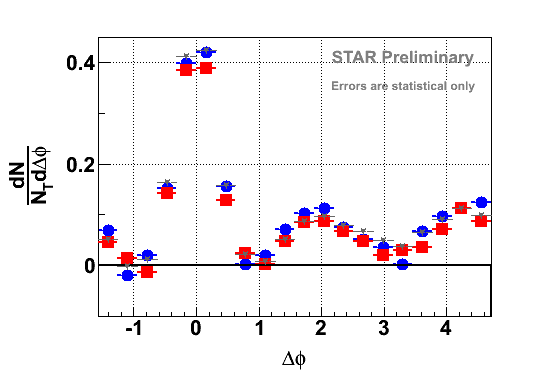 STAR Preliminary
Errors are statistical only
dN
N_T dΔφ
0.4
0.2
0
-1 0 1 2 3 4
Δφ